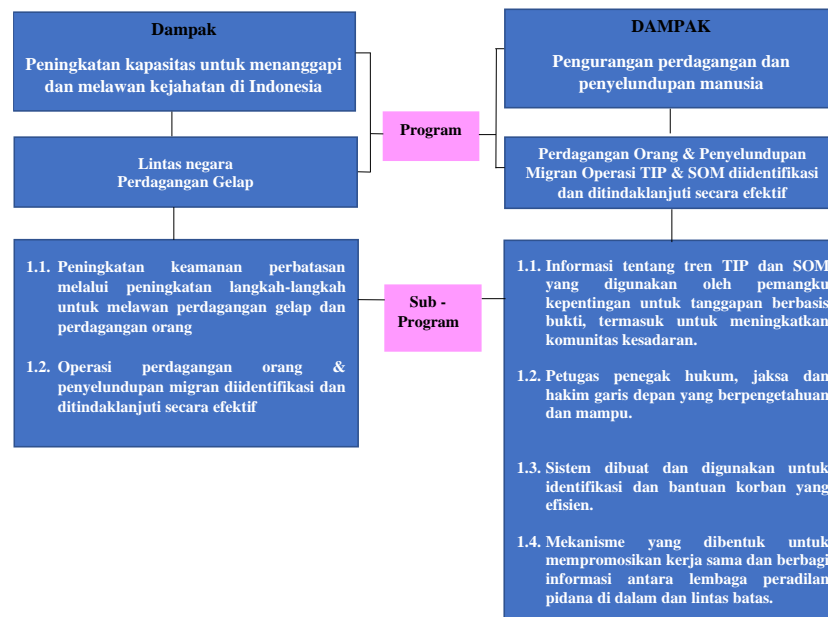 Dampak
Peningkatan kapasitas untuk menanggapi
dan melawan kejahatan di Indonesia
Lintas negara
Perdagangan Gelap
1.1. Peningkatan keamanan perbatasan
melalui peningkatan langkah-langkah
untuk melawan perdagangan gelap dan
perdagangan orang
1.2. Operasi perdagangan orang &
penyelundupan migran diidentifikasi dan
ditindaklanjuti secara efektif
Program
Sub -
Program
DAMPAK
Pengurangan perdagangan dan
penyelundupan manusia
Perdagangan Orang & Penyelundupan
Migran Operasi TIP & SOM diidentifikasi
dan ditindaklanjuti secara efektif
1.1. Informasi tentang tren TIP dan SOM
yang digunakan oleh pemangku
kepentingan untuk tanggapan berbasis
bukti, termasuk untuk meningkatkan
komunitas kesadaran.
1.2. Petugas penegak hukum, jaksa dan
hakim garis depan yang berpengetahuan
dan mampu.
1.3. Sistem dibuat dan digunakan untuk
identifikasi dan bantuan korban yang
efisien.
1.4. Mekanisme yang dibentuk untuk
mempromosikan kerja sama dan berbagi
informasi antara lembaga peradilan
pidana di dalam dan lintas batas.